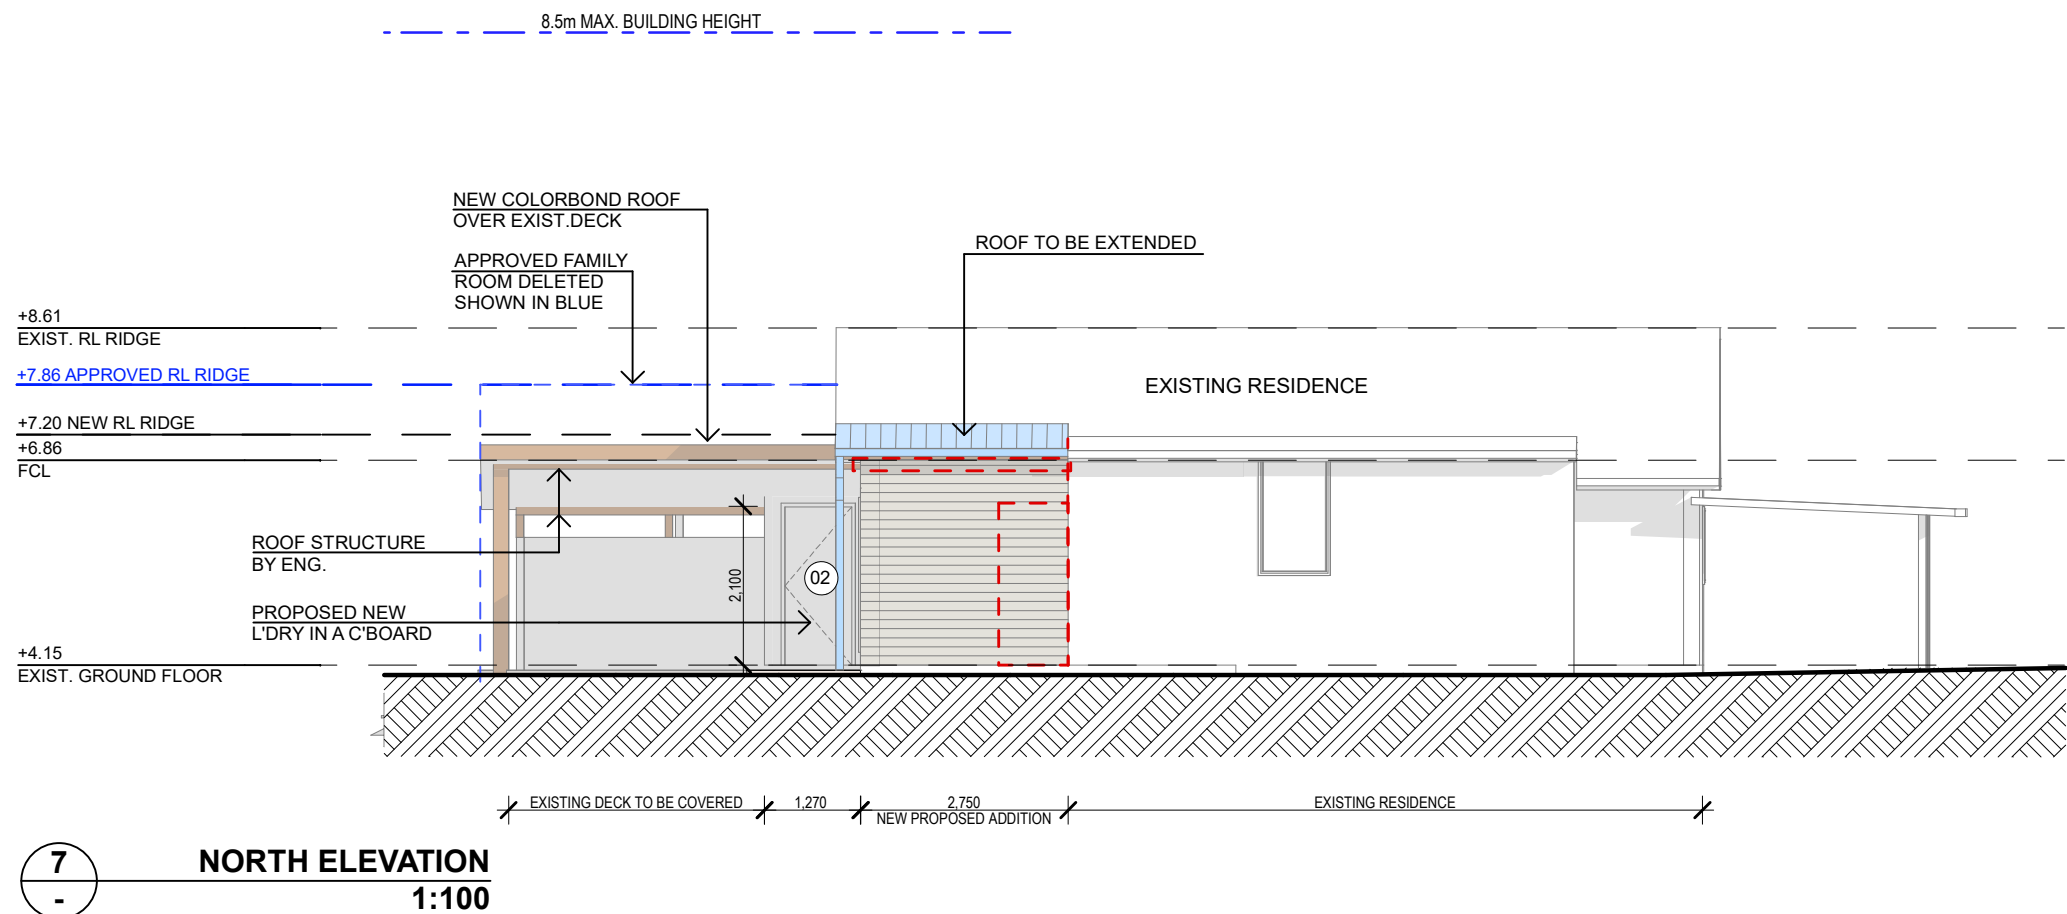 8.5m MAX. BUILDING HEIGHT
NEW COLORBOND ROOF
OVER EXIST.DECK
ROOF TO BE EXTENDED
APPROVED FAMILY
ROOM DELETED
SHOWN IN BLUE
+8.61
EXIST. RL RIDGE
+7.86 APPROVED RL RIDGE
EXISTING RESIDENCE
+7.20 NEW RL RIDGE
+6.86
FCL
ROOF STRUCTURE
BY ENG.
2,100
02
PROPOSED NEW
L'DRY IN A C'BOARD
+4.15
EXIST. GROUND FLOOR
EXISTING DECK TO BE COVERED
1,270
2,750
NEW PROPOSED ADDITION
EXISTING RESIDENCE
7
-
NORTH ELEVATION
1:100